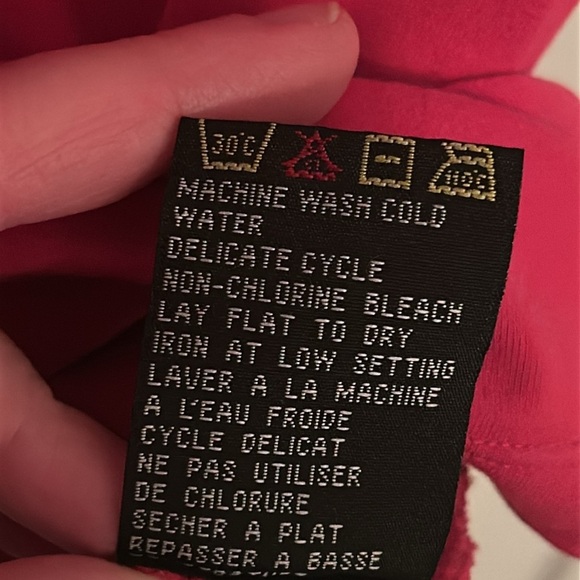 30°C
MACHINE WASH COLD
WATER
DELICATE CYCLE
NON-CHLORINE BLEACH
LAY FLAT TO DRY
IRON AT LOW SETTING
LAVER A LA MACHINE
A L'EAU FROIDE
CYCLE DELICAT
NE PAS UTILISER
DE CHLORURE
SECHER A PLAT
REPASSER A BASSE